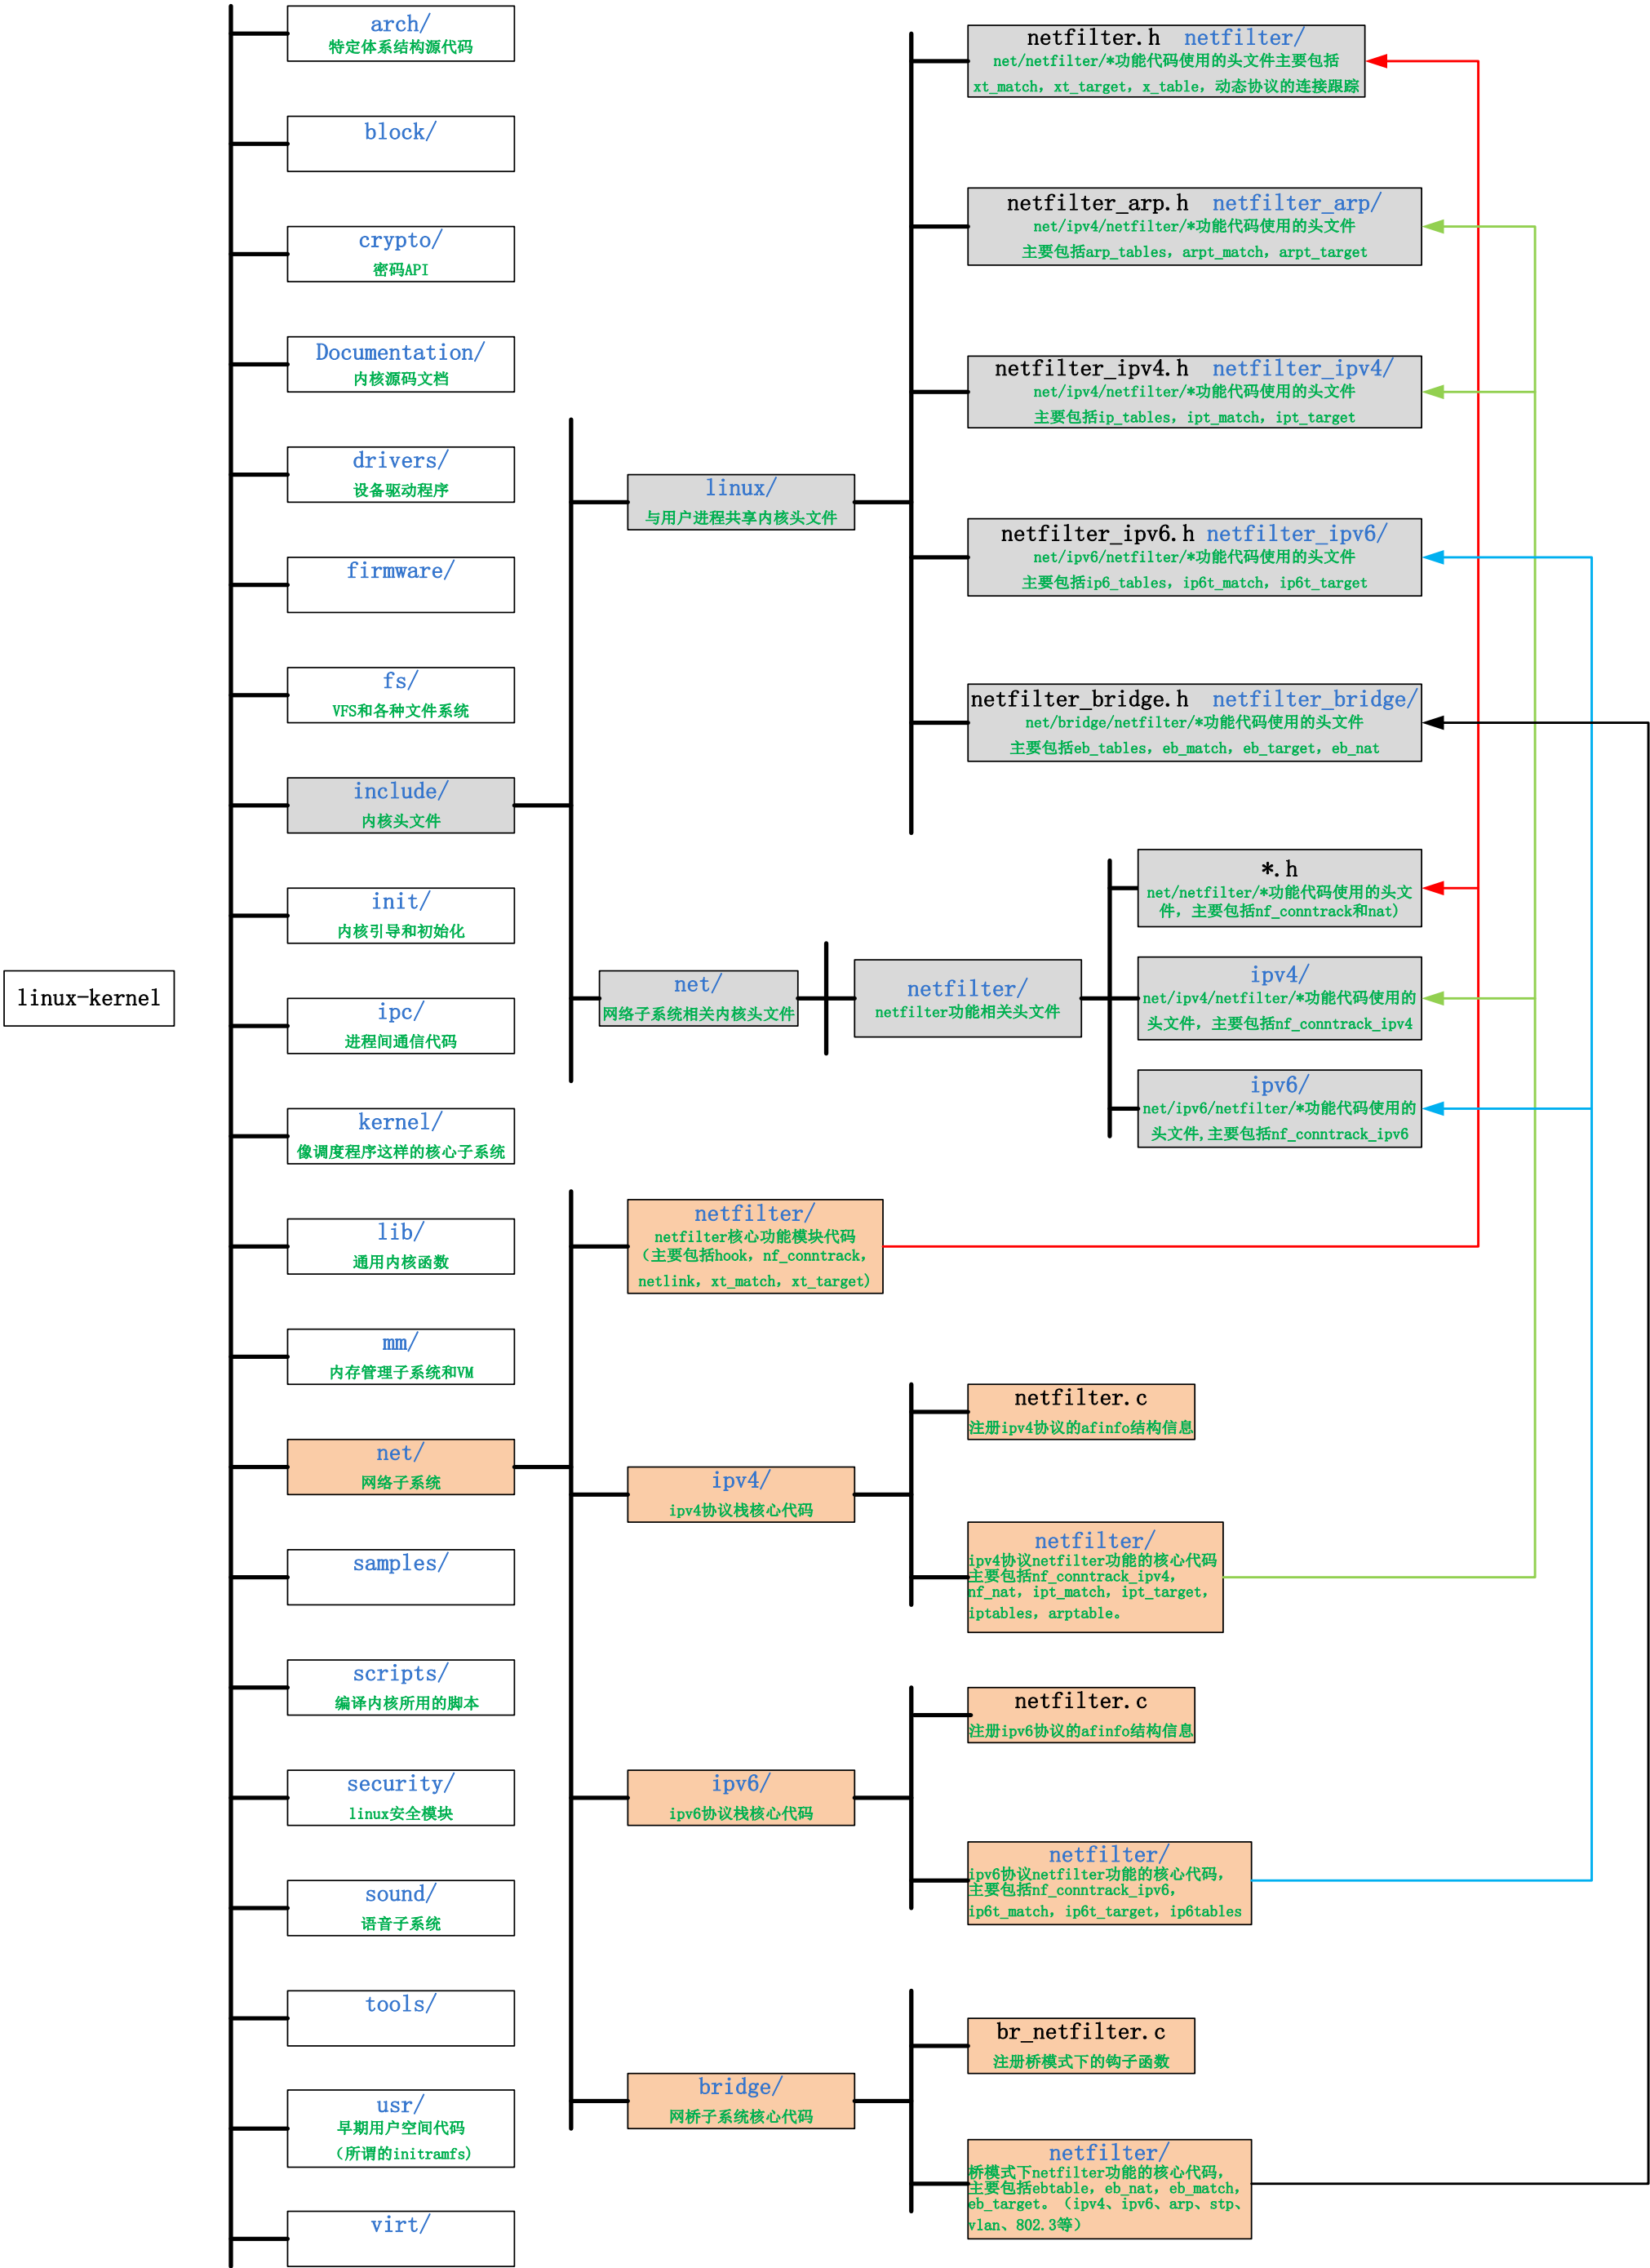 linux-kernel
arch/
特定体系结构源代码
block/
crypto/
密码API
Documentation/
内核源码文档
drivers/
设备驱动程序
firmware/
fs/
VFS和各种文件系统
include/
内核头文件
init/
内核引导和初始化
ipc/
进程间通信代码
kernel/
像调度程序这样的核心子系统
lib/
通用内核函数
mm/
内存管理子系统和VM
net/
网络子系统
samples/
scripts/
编译内核所用的脚本
security/
linux安全模块
sound/
语音子系统
tools/
usr/
早期用户空间代码
（所谓的initramfs)
virt/
linux/
与用户进程共享内核头文件
net/
网络子系统相关内核头文件
netfilter/
netfilter功能相关头文件
netfilter.h netfilter/
net/netfilter/*功能代码使用的头文件主要包括
xt_match，xt_target，x_table，动态协议的连接跟踪
netfilter_arp.h netfilter_arp/
net/ipv4/netfilter/*功能代码使用的头文件
主要包括arp_tables，arpt_match，arpt_target
netfilter_ipv4.h netfilter_ipv4/
net/ipv4/netfilter/*功能代码使用的头文件
主要包括ip_tables，ipt_match，ipt_target
netfilter_ipv6.h netfilter_ipv6/
net/ipv6/netfilter/*功能代码使用的头文件
主要包括ip6_tables，ip6t_match，ip6t_target
netfilter_bridge.h netfilter_bridge/
net/bridge/netfilter/*功能代码使用的头文件
主要包括eb_tables，eb_match，eb_target，eb_nat
*.h
net/netfilter/*功能代码使用的头文
件，主要包括nf_conntrack和nat)
ipv4/
net/ipv4/netfilter/*功能代码使用的
头文件，主要包括nf_conntrack_ipv4
ipv6/
net/ipv6/netfilter/*功能代码使用的
头文件,主要包括nf_conntrack_ipv6
netfilter/
netfilter核心功能模块代码
（主要包括hook，nf_conntrack，
netlink，xt_match，xt_target)
ipv4/
ipv4协议栈核心代码
netfilter.c
注册ipv4协议的afinfo结构信息
netfilter/
ipv4协议netfilter功能的核心代码
主要包括nf_conntrack_ipv4，
nf_nat，ipt_match，ipt_target，
iptables，arptable。
ipv6/
ipv6协议栈核心代码
netfilter.c
注册ipv6协议的afinfo结构信息
netfilter/
ipv6协议netfilter功能的核心代码，
主要包括nf_conntrack_ipv6，
ip6t_match，ip6t_target，ip6tables
bridge/
网桥子系统核心代码
br_netfilter.c
注册桥模式下的钩子函数
netfilter/
桥模式下netfilter功能的核心代码，
主要包括ebtable，eb_nat，eb_match，
eb_target。（ipv4、ipv6、arp、stp、
vlan、802.3等）